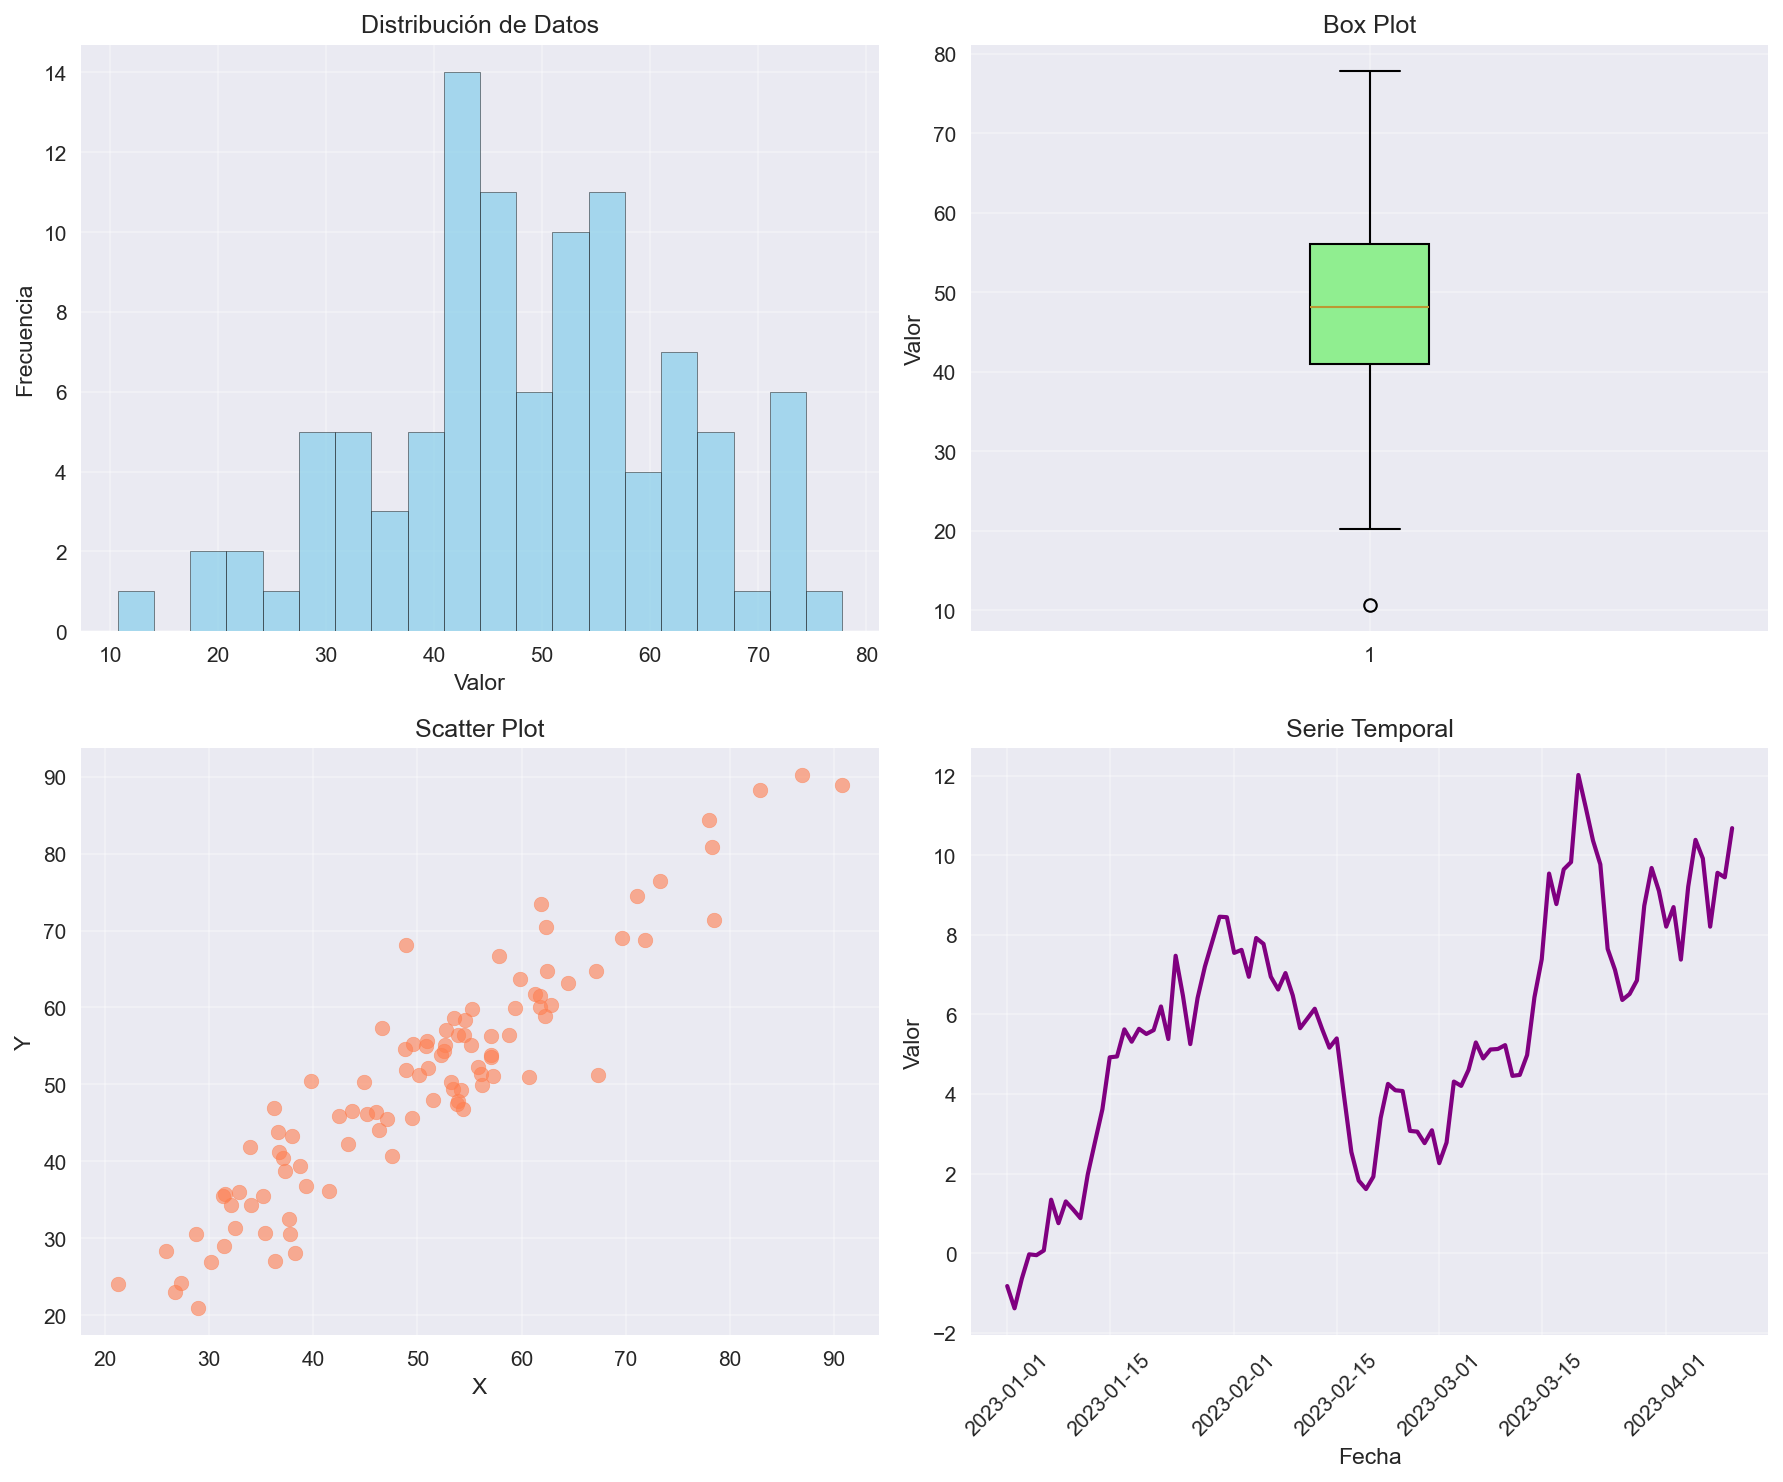 Distribución de Datos
14
12
10
8
6
4
2
0
Frecuencia
10 20 30 40 50 60 70 80
Valor
Box Plot
80
70
60
50
40
30
20
10
Valor
1
Scatter Plot
90
80
70
60
50
40
30
20
Y
20 30 40 50 60 70 80 90
X
Serie Temporal
12
10
8
6
4
2
0
−2
Valor
2023-01-01 2023-01-15 2023-02-01 2023-02-15 2023-03-01 2023-03-15 2023-04-01
Fecha